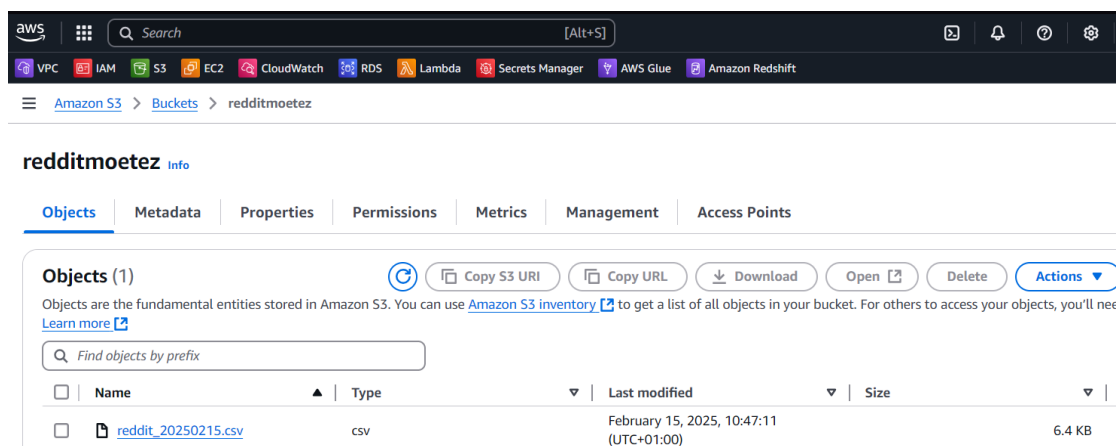 aws Search [Alt+S]
VPC IAM S3 EC2 CloudWatch RDS Lambda Secrets Manager AWS Glue Amazon Redshift
Amazon S3 > Buckets > redditmoetez
redditmoetez Info
Objects Metadata Properties Permissions Metrics Management Access Points
Objects (1) Copy S3 URI Copy URL Download Open Delete Actions
Objects are the fundamental entities stored in Amazon S3. You can use Amazon S3 inventory to get a list of all objects in your bucket. For others to access your objects, you'll nee
Learn more
Find objects by prefix
Name Type Last modified Size
reddit_20250215.csv csv February 15, 2025, 10:47:11 6.4 KB
(UTC+01:00)